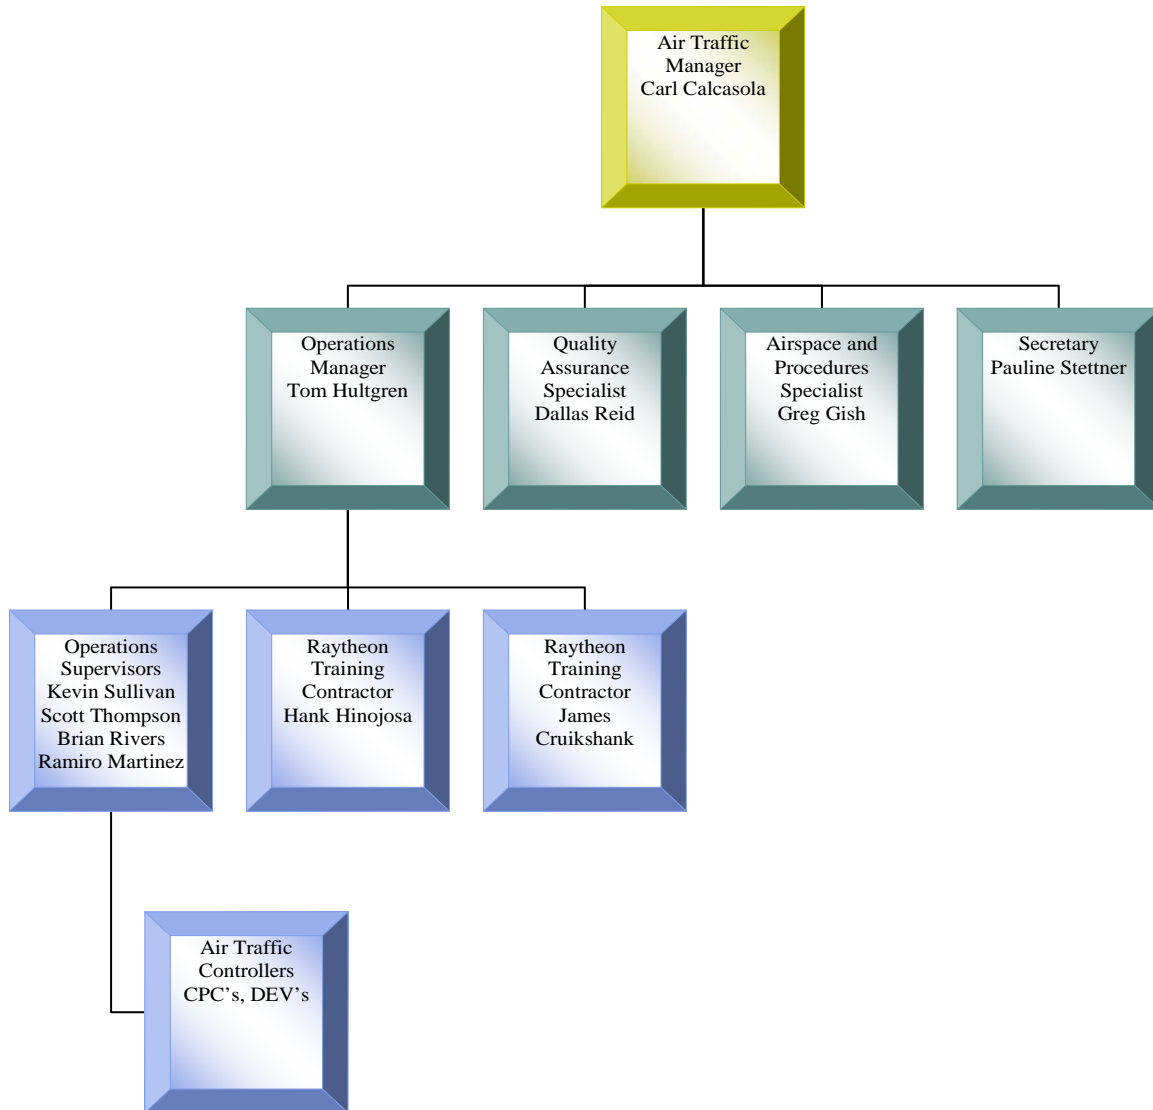 Air Traffic
Manager
Carl Calcasola
Operations
Manager
Tom Hultgren
Quality
Assurance
Specialist
Dallas Reid
Airspace and
Procedures
Specialist
Greg Gish
Secretary
Pauline Stettner
Operations
Supervisors
Kevin Sullivan
Scott Thompson
Brian Rivers
Ramiro Martinez
Raytheon
Training
Contractor
Hank Hinojosa
Raytheon
Training
Contractor
James
Cruikshank
Air Traffic
Controllers
CPC’s, DEV’s